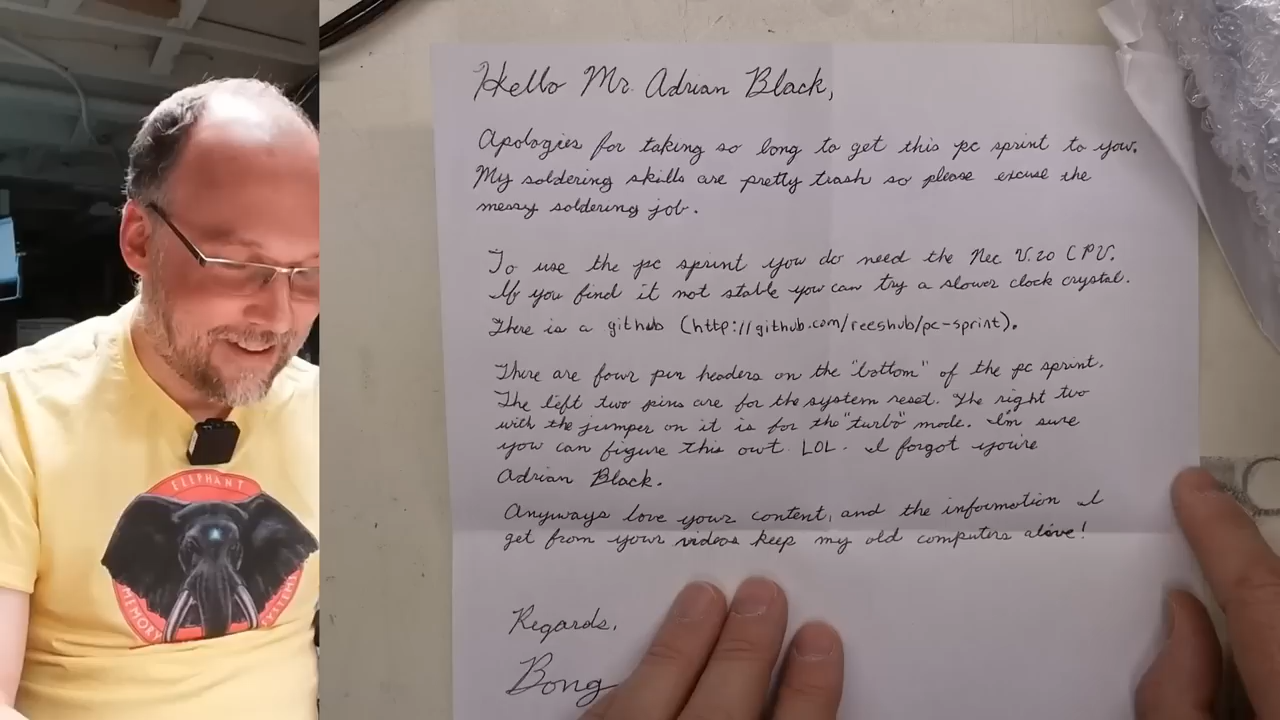 Hello Mr. Adrian Black,
Apologies for taking so long to get this pc sprint to you.
My soldering skills are pretty trash so please excuse the
messy soldering job.
To use the pc sprint you do need the Nec V.20 CPU.
If you find it not stable you can try a slower clock crystal.
There is a github (http://github.com/reeshub/pc-sprint).
There are four pin headers on the "bottom" of the pc sprint.
The left two pins are for the system reset. The right two
with the jumper on it is for the "turbo" mode. I'm sure
you can figure this out LOL. I forgot you're
Adrian Black.
Anyways love your content, and the information I
get from your videos keep my old computers alive!
Regards,
Bong
ELEPHANT
MEMORY SYSTEMS